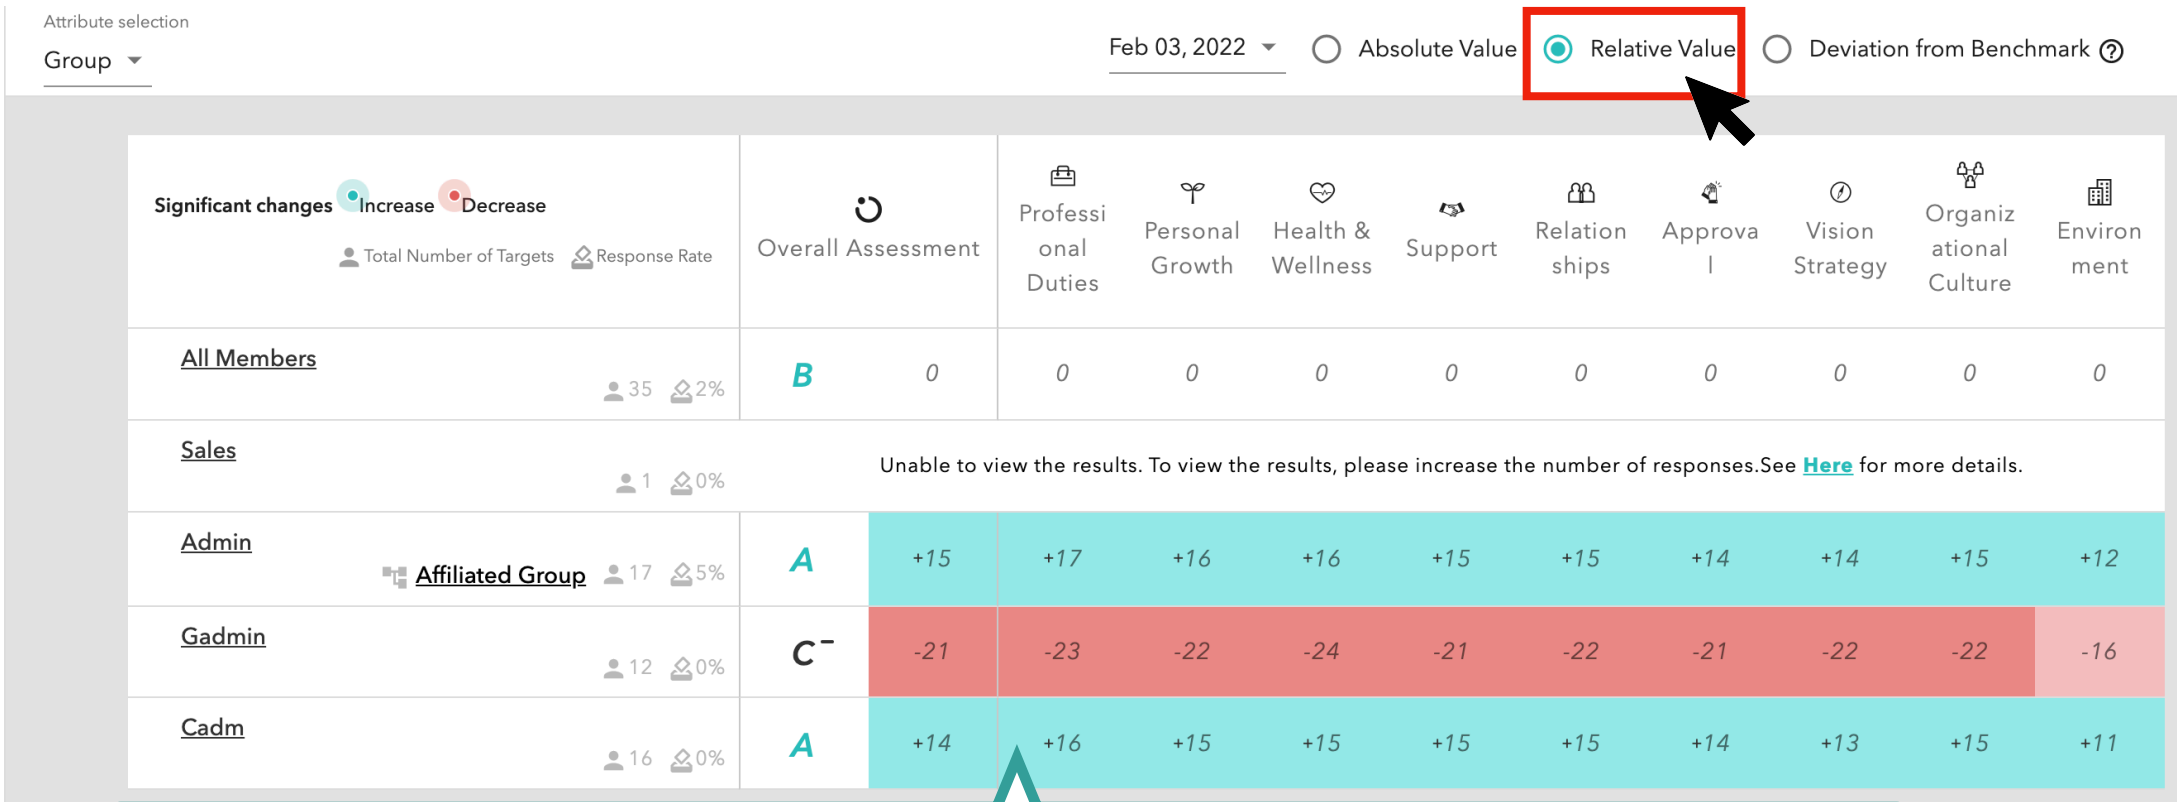 Attribute selection
Group
Feb 03, 2022
Absolute Value
Relative Value
Deviation from Benchmark ?
Significant changes Increase Decrease
Total Number of Targets Response Rate
Overall Assessment
Professi
onal
Duties
Personal
Growth
Health &
Wellness
Support
Relation
ships
Approva
l
Vision
Strategy
Organiz
ational
Culture
Environ
ment
All Members
35 2%
B 0 0 0 0 0 0 0 0 0 0
Sales
1 0%
Unable to view the results. To view the results, please increase the number of responses.See Here for more details.
Admin
Affiliated Group 17 5%
A +15 +17 +16 +16 +15 +15 +14 +14 +15 +12
Gadmin
12 0%
C- -21 -23 -22 -24 -21 -22 -21 -22 -22 -16
Cadm
16 0%
A +14 +16 +15 +15 +15 +15 +14 +13 +15 +11